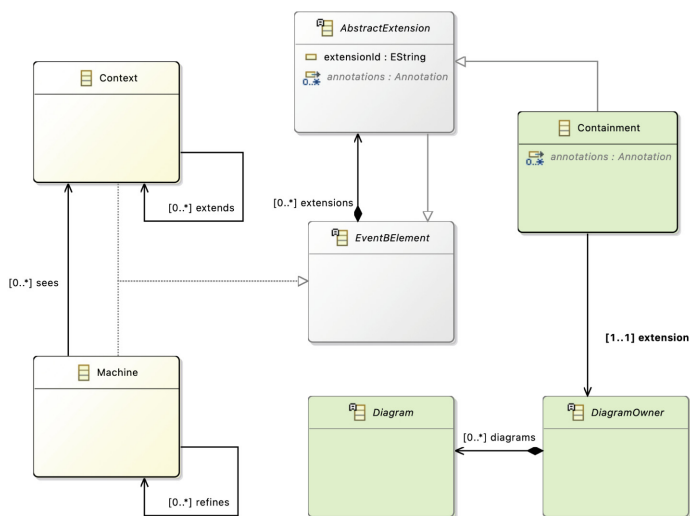 AbstractExtension
extensionId : EString
0..* annotations : Annotation
Context
Containment
0..* annotations : Annotation
[0..*] extends
[0..*] extensions
EventBElement
[0..*] sees
[1..1] extension
Machine
Diagram
DiagramOwner
[0..*] diagrams
[0..*] refines